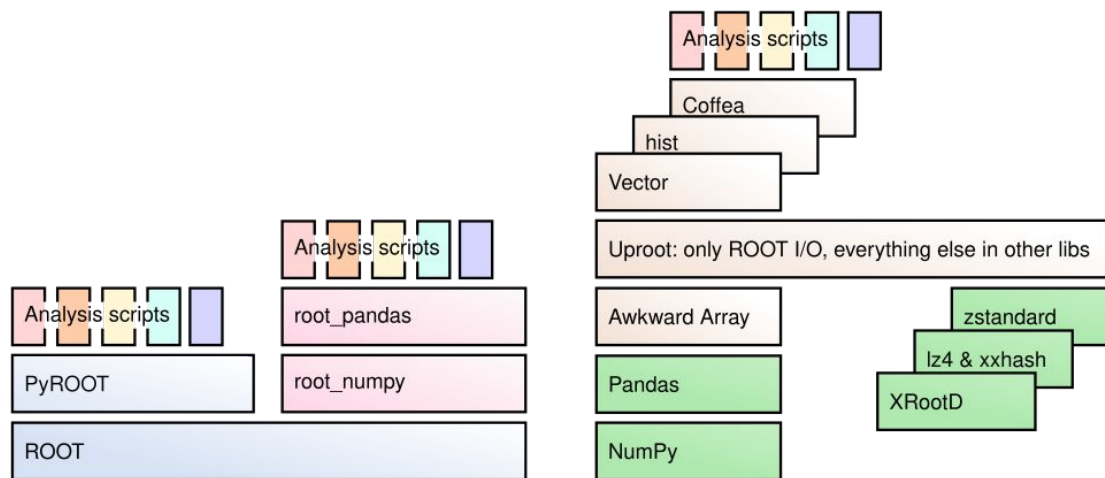 Analysis scripts
Coffea
hist
Vector
Analysis scripts
Uproot: only ROOT I/O, everything else in other libs
Analysis scripts
root_pandas
Awkward Array
zstandard
PyROOT
root_numpy
Pandas
lz4 & xxhash
XRootD
ROOT
NumPy